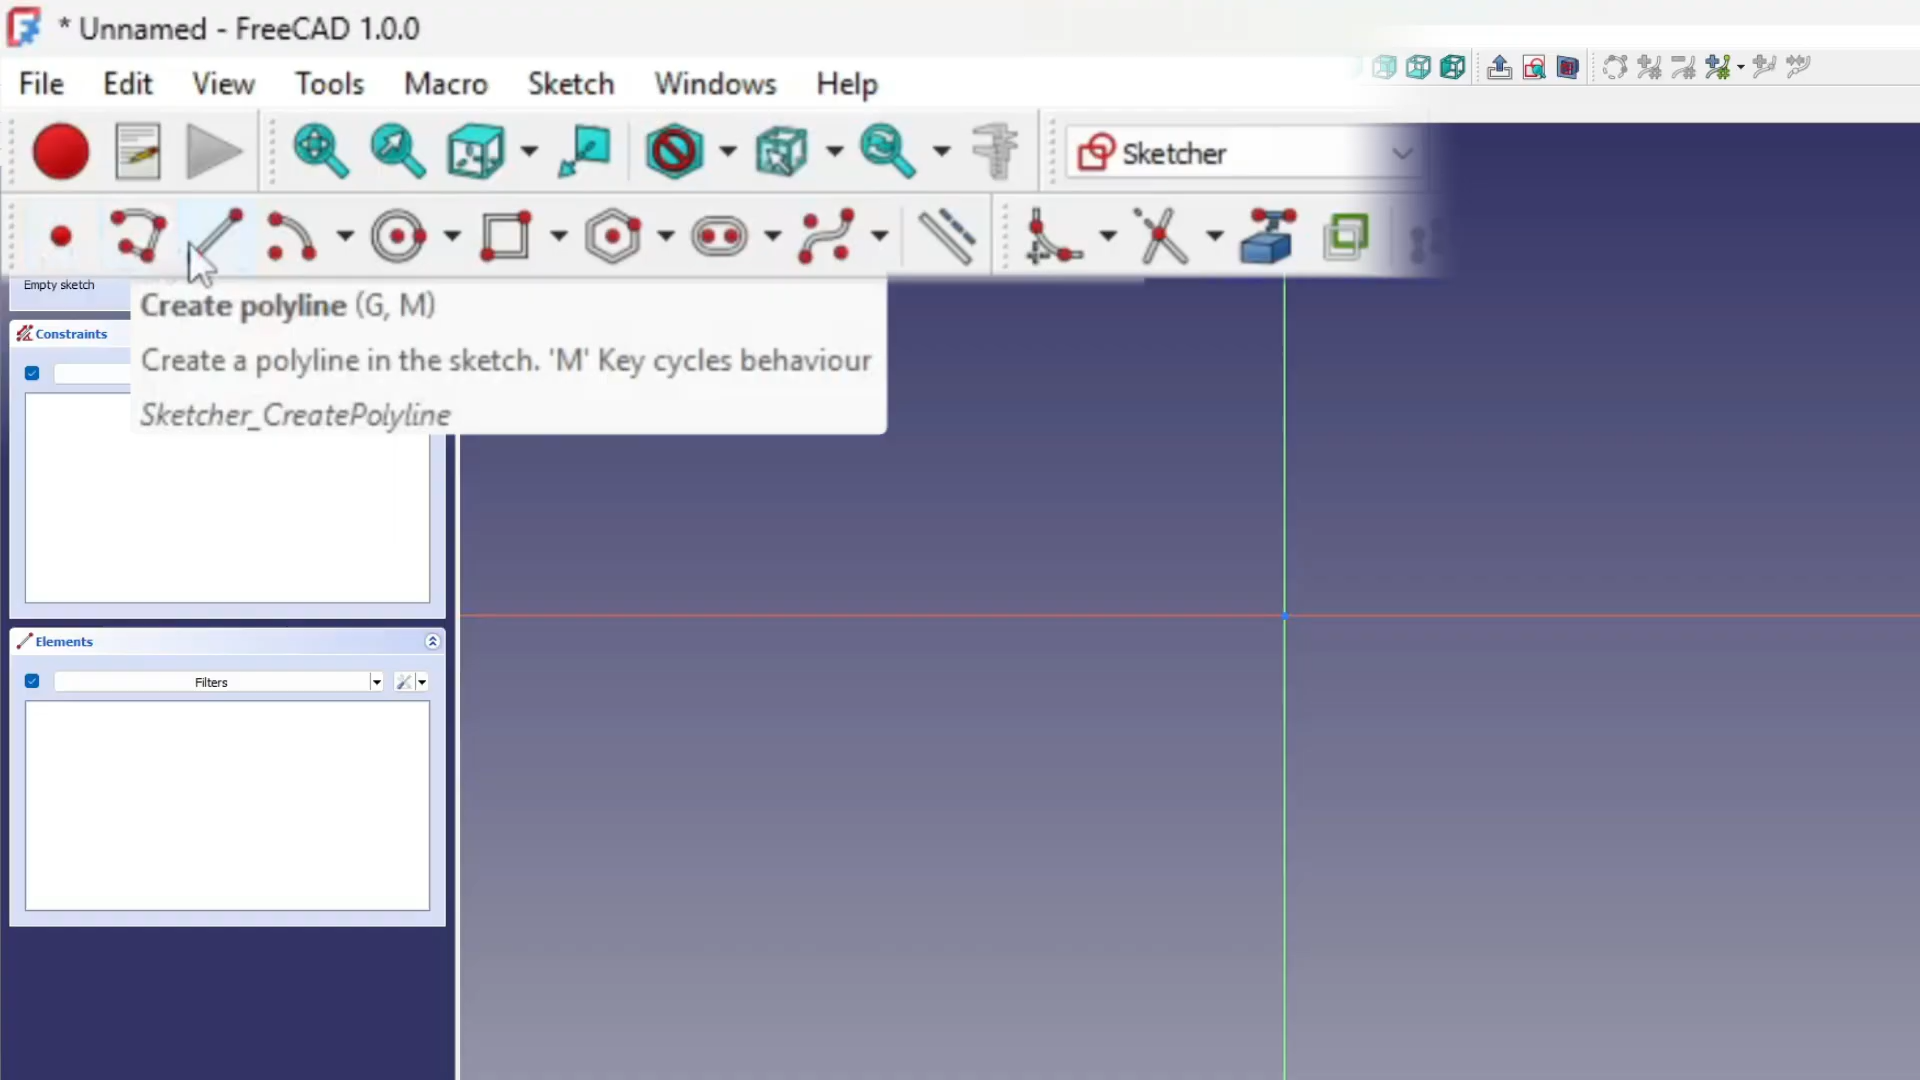 * Unnamed - FreeCAD 1.0.0
File Edit View Tools Macro Sketch Windows Help
Sketcher
Empty sketch
Create polyline (G, M)
Create a polyline in the sketch. 'M' Key cycles behaviour
Sketcher_CreatePolyline
Constraints
Elements
Filters